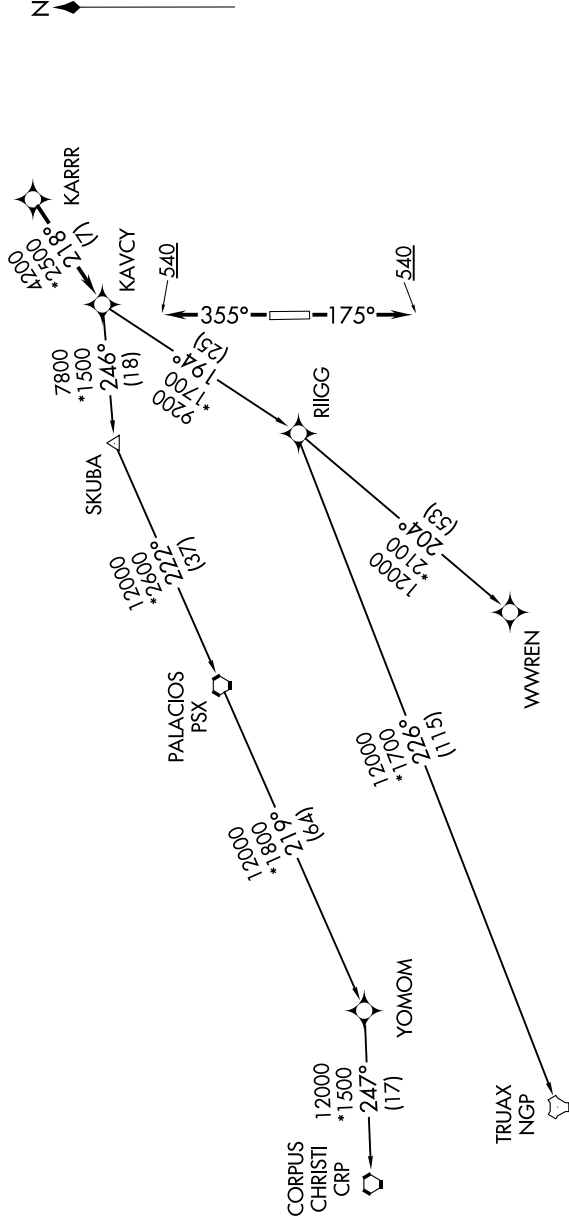 N
KARRR
4200
*2500
218°
(7)
KAVCY
540
355°
175°
540
7800
*1500
246°
(18)
9200
*1700
194°
(25)
SKUBA
RIIGG
12000
*2600
222°
(37)
12000
*2100
204°
(53)
WWREN
PALACIOS
PSX
12000
*1700
226°
(115)
12000
*1800
219°
(64)
YOMOM
12000
*1500
247°
(17)
CORPUS
CHRISTI
CRP
TRUAX
NGP